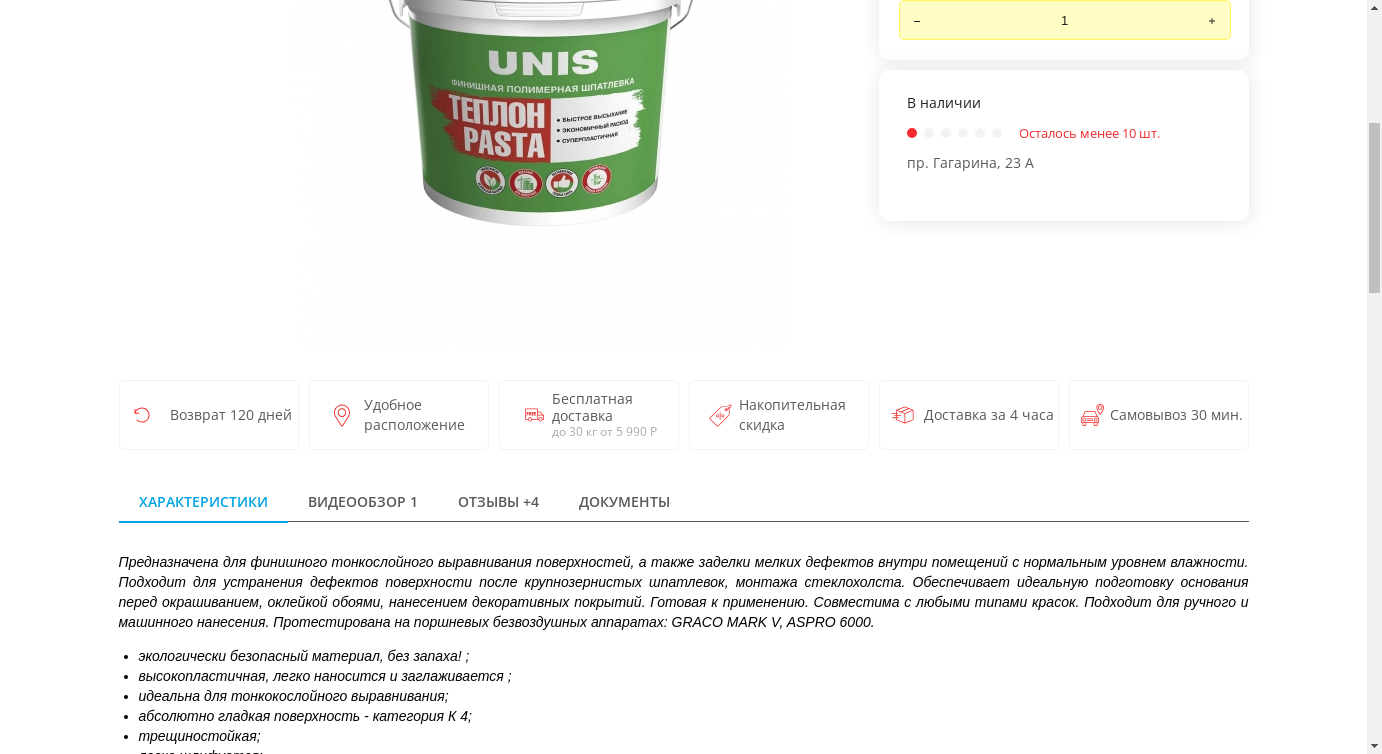 UNIS
ФИНИШНАЯ ПОЛИМЕРНАЯ ШПАТЛЕВКА
ТЕПЛОН
PASTA
• БЫСТРОЕ ВЫСЫХАНИЕ
• ЭКОНОМИЧНЫЙ РАСХОД
• СУПЕРПЛАСТИЧНАЯ
– 1 +
В наличии
Осталось менее 10 шт.
пр. Гагарина, 23 А
Возврат 120 дней
Удобное
расположение
Бесплатная
доставка
до 30 кг от 5 990 Р
Накопительная
скидка
Доставка за 4 часа
Самовывоз 30 мин.
ХАРАКТЕРИСТИКИ ВИДЕООБЗОР 1 ОТЗЫВЫ +4 ДОКУМЕНТЫ
Предназначена для финишного тонкослойного выравнивания поверхностей, а также заделки мелких дефектов внутри помещений с нормальным уровнем влажности.
Подходит для устранения дефектов поверхности после крупнозернистых шпатлевок, монтажа стеклохолста. Обеспечивает идеальную подготовку основания
перед окрашиванием, оклейкой обоями, нанесением декоративных покрытий. Готовая к применению. Совместима с любыми типами красок. Подходит для ручного и
машинного нанесения. Протестирована на поршневых безвоздушных аппаратах: GRACO MARK V, ASPRO 6000.
• экологически безопасный материал, без запаха! ;
• высокопластичная, легко наносится и заглаживается ;
• идеальна для тонкокослойного выравнивания;
• абсолютно гладкая поверхность - категория К 4;
• трещиностойкая;